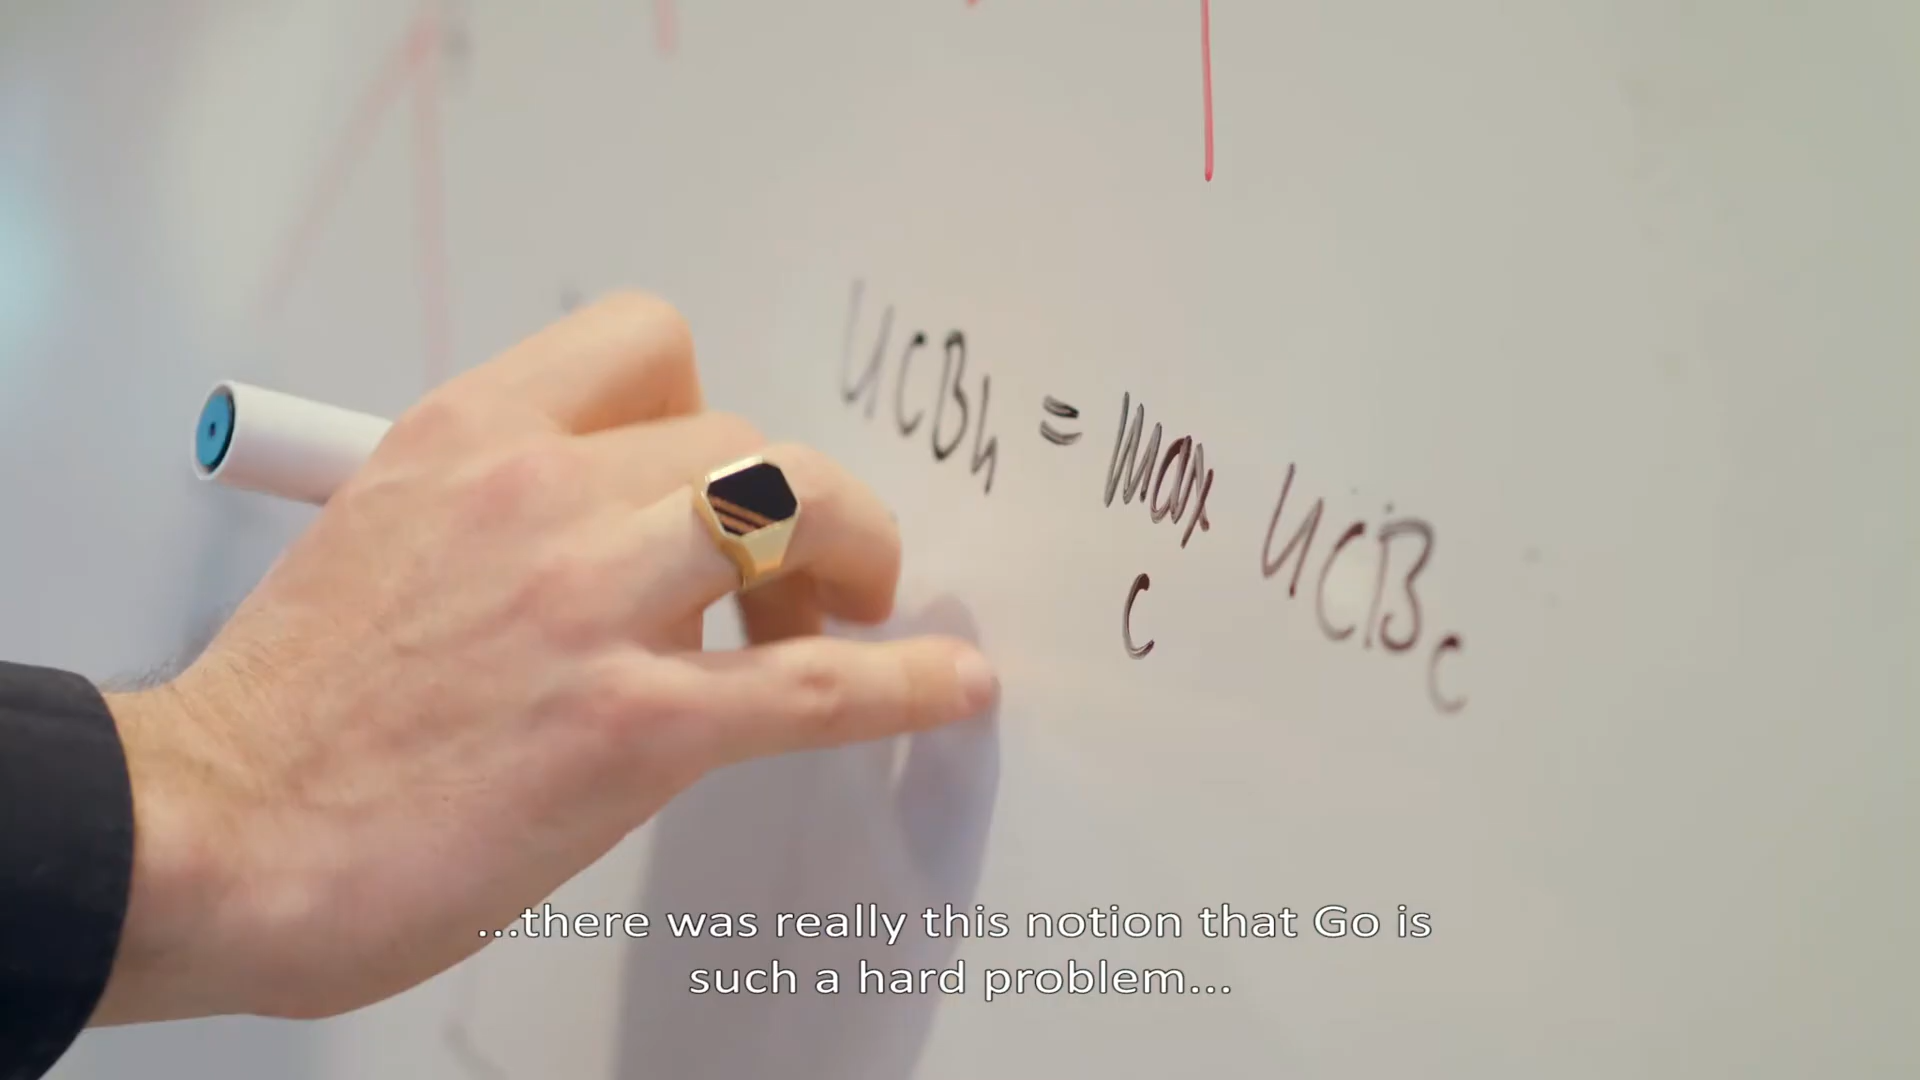 UCBh = max UCBc
c
...there was really this notion that Go is
such a hard problem...